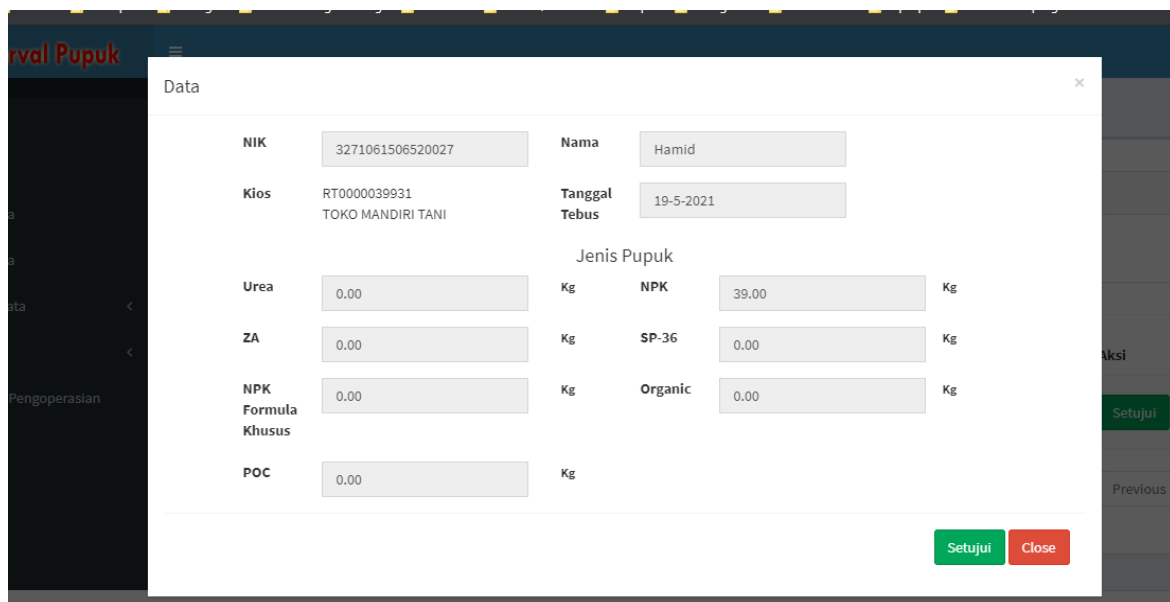 rval Pupuk
Data ×
NIK 3271061506520027 Nama Hamid
Kios RT0000039931 Tanggal 19-5-2021
TOKO MANDIRI TANI Tebus
Jenis Pupuk
Urea 0.00 Kg NPK 39.00 Kg
ZA 0.00 Kg SP-36 0.00 Kg
Aksi
NPK 0.00 Kg Organic 0.00 Kg
Formula
Khusus
Pengoperasian
Setujui
POC 0.00 Kg
Previous
Setujui Close